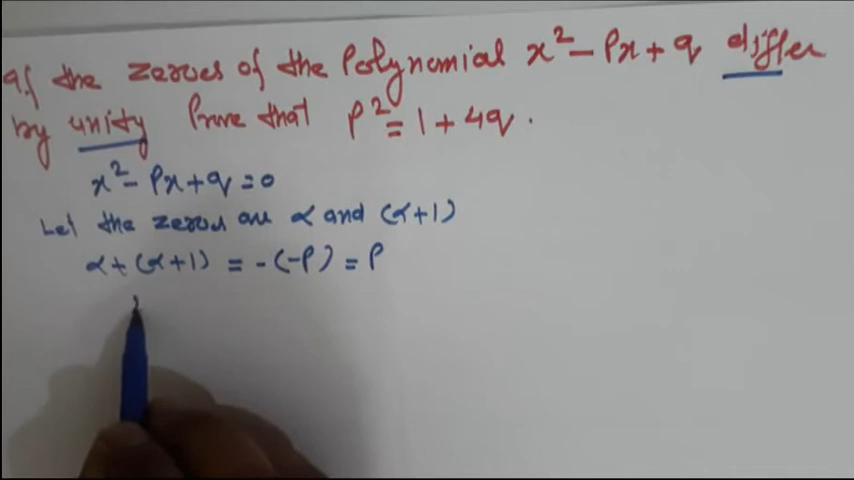 If the zeroes of the Polynomial x² - Px + q differ
by unity Prove that P² = 1 + 4q.
x² - Px + q = 0
Let the zeroes are α and (α+1)
α + (α+1) = -(-P) = P